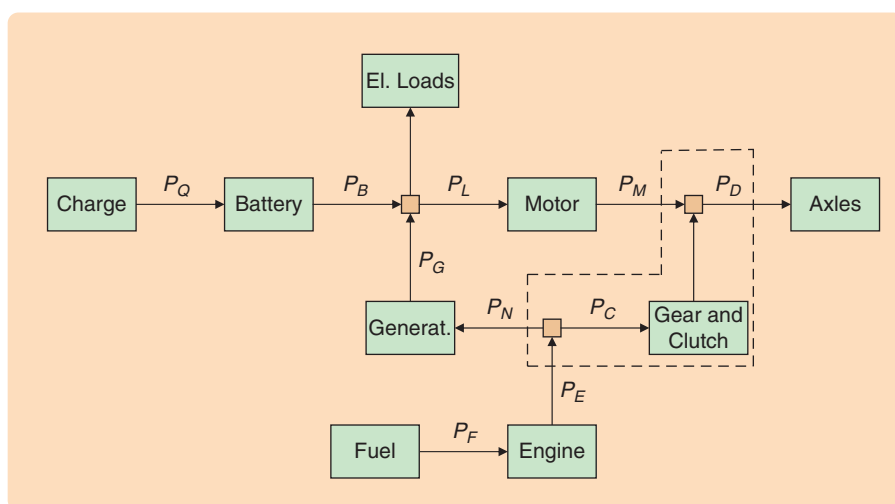 El. Loads
P_Q
P_B
P_L
P_M
P_D
Charge
Battery
Motor
Axles
P_G
P_N
P_C
Generat.
Gear and
Clutch
P_E
P_F
Fuel
Engine